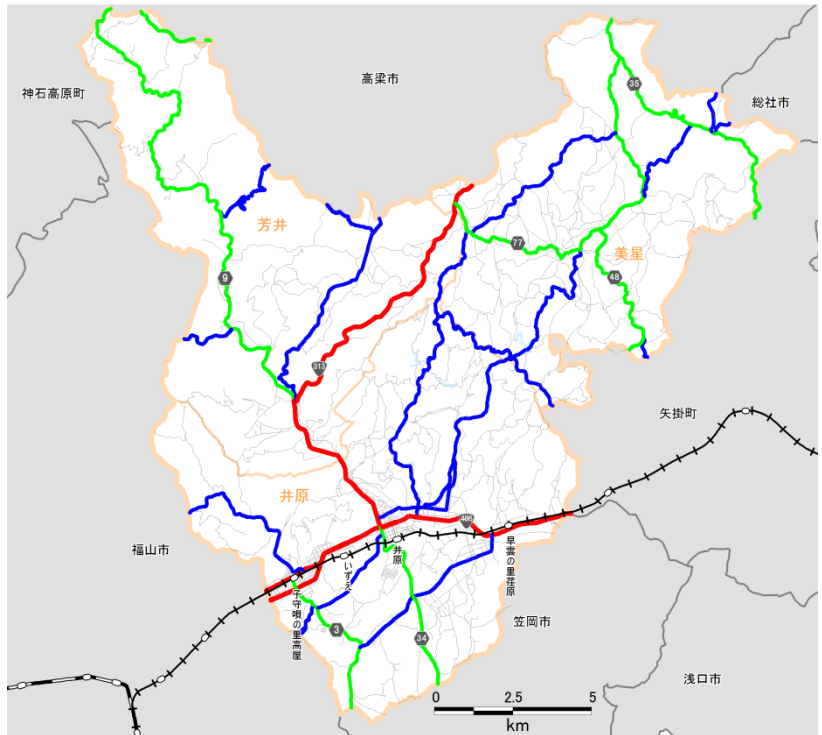 高梁市
神石高原町
35
総社市
芳井
77
美星
9
48
313
矢掛町
井原
486
福山市
井原
いずえ
早雲の里荏原
子守唄の里高屋
笠岡市
3
34
浅口市
0 2.5 5
km